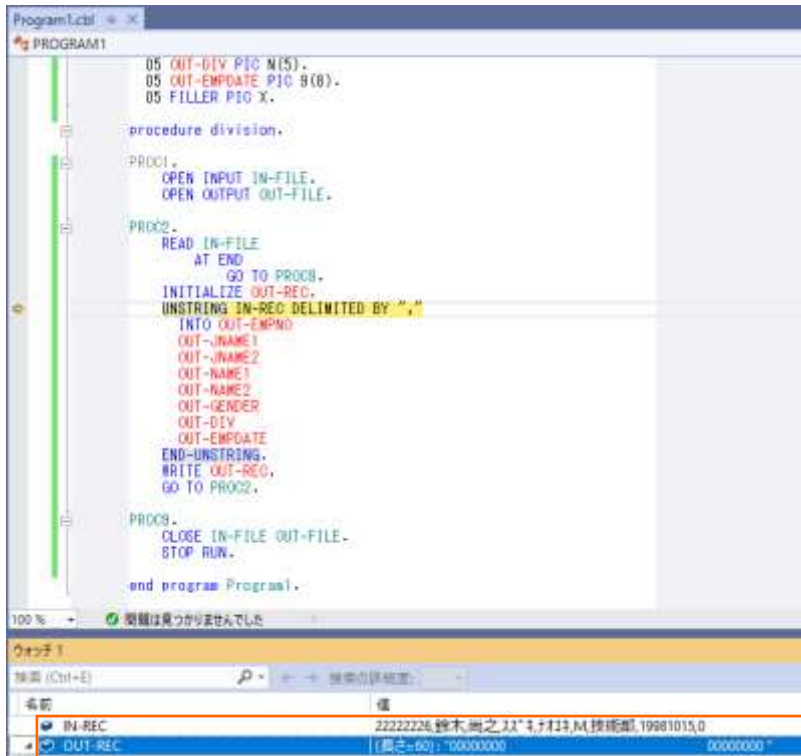 Program1.cbl
PROGRAM1
05 OUT-DIV PIC N(5).
05 OUT-EMPDATE PIC 9(8).
05 FILLER PIC X.
procedure division.
PROC1.
OPEN INPUT IN-FILE.
OPEN OUTPUT OUT-FILE.
PROC2.
READ IN-FILE
AT END
GO TO PROC9.
INITIALIZE OUT-REC.
UNSTRING IN-REC DELIMITED BY ","
INTO OUT-EMPNO
OUT-JNAME1
OUT-JNAME2
OUT-NAME1
OUT-NAME2
OUT-GENDER
OUT-DIV
OUT-EMPDATE
END-UNSTRING.
WRITE OUT-REC.
GO TO PROC2.
PROC9.
CLOSE IN-FILE OUT-FILE.
STOP RUN.
end program Program1.
100 %
問題は見つかりませんでした
ウォッチ 1
検索 (Ctrl+E)
検索の詳細度:
名前
値
IN-REC
22222226,鈴木,尚之,ｽｽﾞｷ,ﾅｵﾕｷ,M,技術部,19981015,0
OUT-REC
(長さ=60) : "00000000 00000000 "